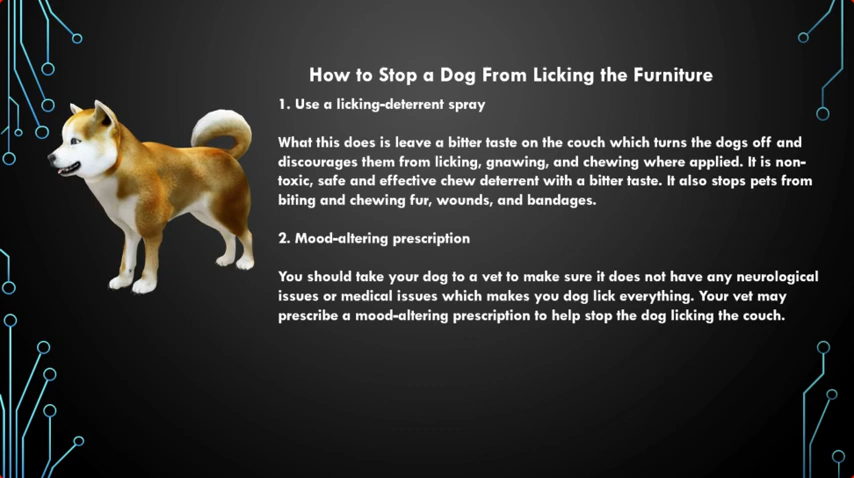 How to Stop a Dog From Licking the Furniture
1. Use a licking-deterrent spray
What this does is leave a bitter taste on the couch which turns the dogs off and
discourages them from licking, gnawing, and chewing where applied. It is non-
toxic, safe and effective chew deterrent with a bitter taste. It also stops pets from
biting and chewing fur, wounds, and bandages.
2. Mood-altering prescription
You should take your dog to a vet to make sure it does not have any neurological
issues or medical issues which makes you dog lick everything. Your vet may
prescribe a mood-altering prescription to help stop the dog licking the couch.